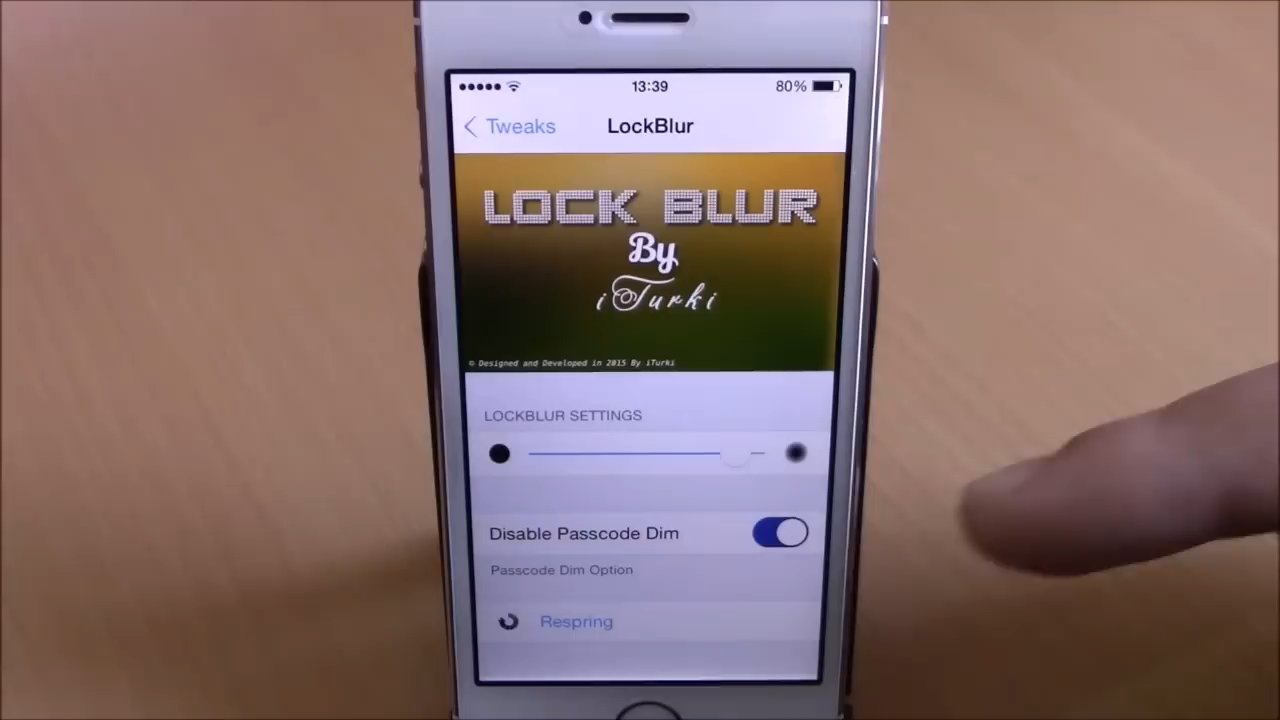 13:39 80%
Tweaks LockBlur
LOCK BLUR
By
iTurki
© Designed and Developed in 2015 By iTurki
LOCKBLUR SETTINGS
Disable Passcode Dim
Passcode Dim Option
Respring